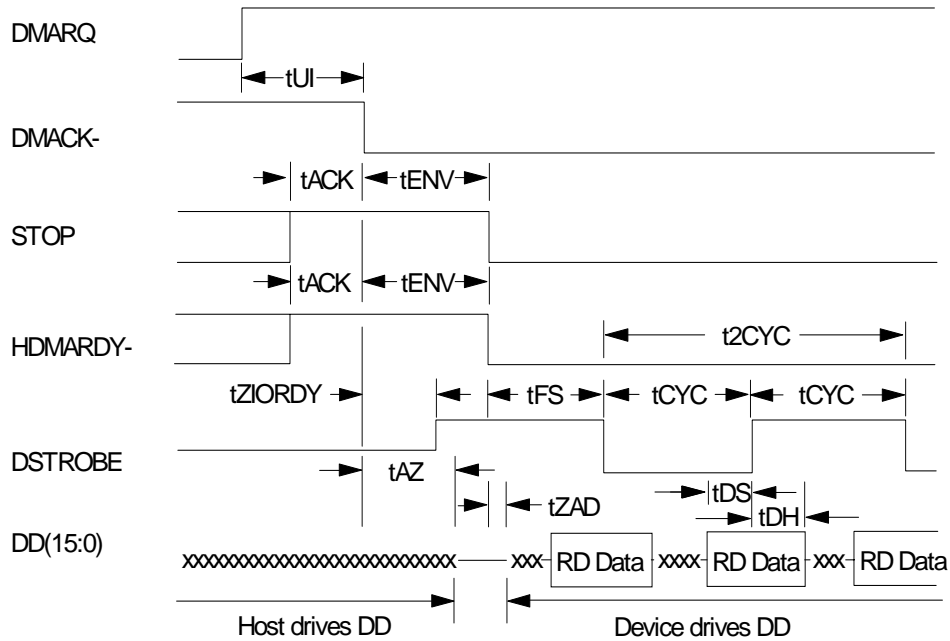 DMARQ
tUI
DMACK-
tACK tENV
STOP
tACK tENV
HDMARDY-
t2CYC
tZIORDY tFS tCYC tCYC
DSTROBE
tAZ
tDS
tZAD tDH
DD(15:0)
XXXXXXXXXXXXXXXXXXXXXXXXXX XXX RD Data XXXX RD Data XXX RD Data
Host drives DD Device drives DD